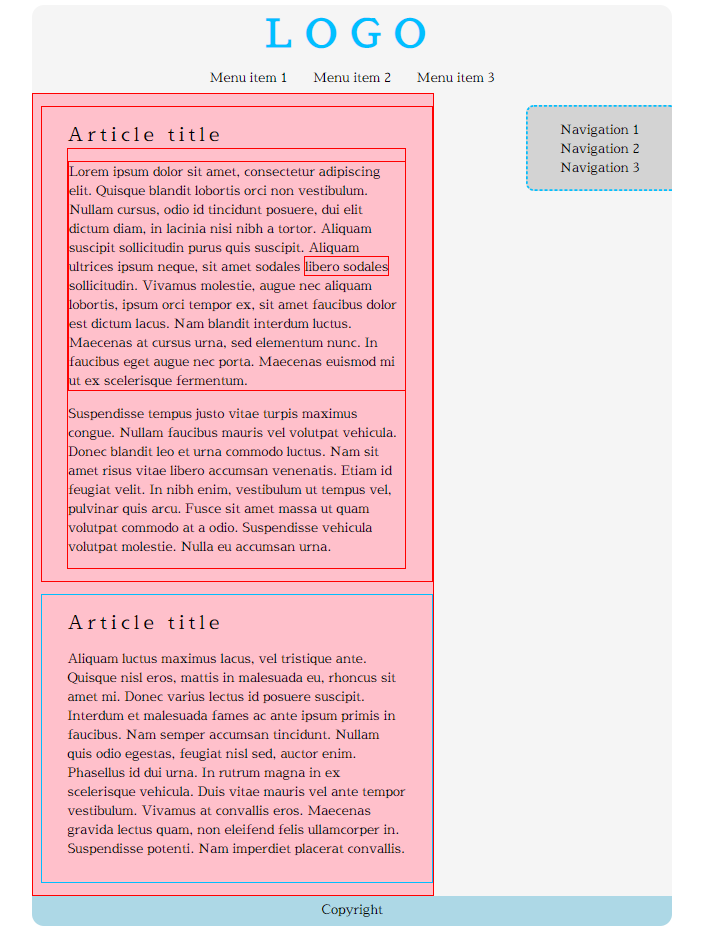 LOGO
Menu item 1 Menu item 2 Menu item 3
Article title
Lorem ipsum dolor sit amet, consectetur adipiscing
elit. Quisque blandit lobortis orci non vestibulum.
Nullam cursus, odio id tincidunt posuere, dui elit
dictum diam, in lacinia nisi nibh a tortor. Aliquam
suscipit sollicitudin purus quis suscipit. Aliquam
ultrices ipsum neque, sit amet sodales libero sodales
sollicitudin. Vivamus molestie, augue nec aliquam
lobortis, ipsum orci tempor ex, sit amet faucibus dolor
est dictum lacus. Nam blandit interdum luctus.
Maecenas at cursus urna, sed elementum nunc. In
faucibus eget augue nec porta. Maecenas euismod mi
ut ex scelerisque fermentum.
Suspendisse tempus justo vitae turpis maximus
congue. Nullam faucibus mauris vel volutpat vehicula.
Donec blandit leo et urna commodo luctus. Nam sit
amet risus vitae libero accumsan venenatis. Etiam id
feugiat velit. In nibh enim, vestibulum ut tempus vel,
pulvinar quis arcu. Fusce sit amet massa ut quam
volutpat commodo at a odio. Suspendisse vehicula
volutpat molestie. Nulla eu accumsan urna.
Article title
Aliquam luctus maximus lacus, vel tristique ante.
Quisque nisl eros, mattis in malesuada eu, rhoncus sit
amet mi. Donec varius lectus id posuere suscipit.
Interdum et malesuada fames ac ante ipsum primis in
faucibus. Nam semper accumsan tincidunt. Nullam
quis odio egestas, feugiat nisl sed, auctor enim.
Phasellus id dui urna. In rutrum magna in ex
scelerisque vehicula. Duis vitae mauris vel ante tempor
vestibulum. Vivamus at convallis eros. Maecenas
gravida lectus quam, non eleifend felis ullamcorper in.
Suspendisse potenti. Nam imperdiet placerat convallis.
Navigation 1
Navigation 2
Navigation 3
Copyright